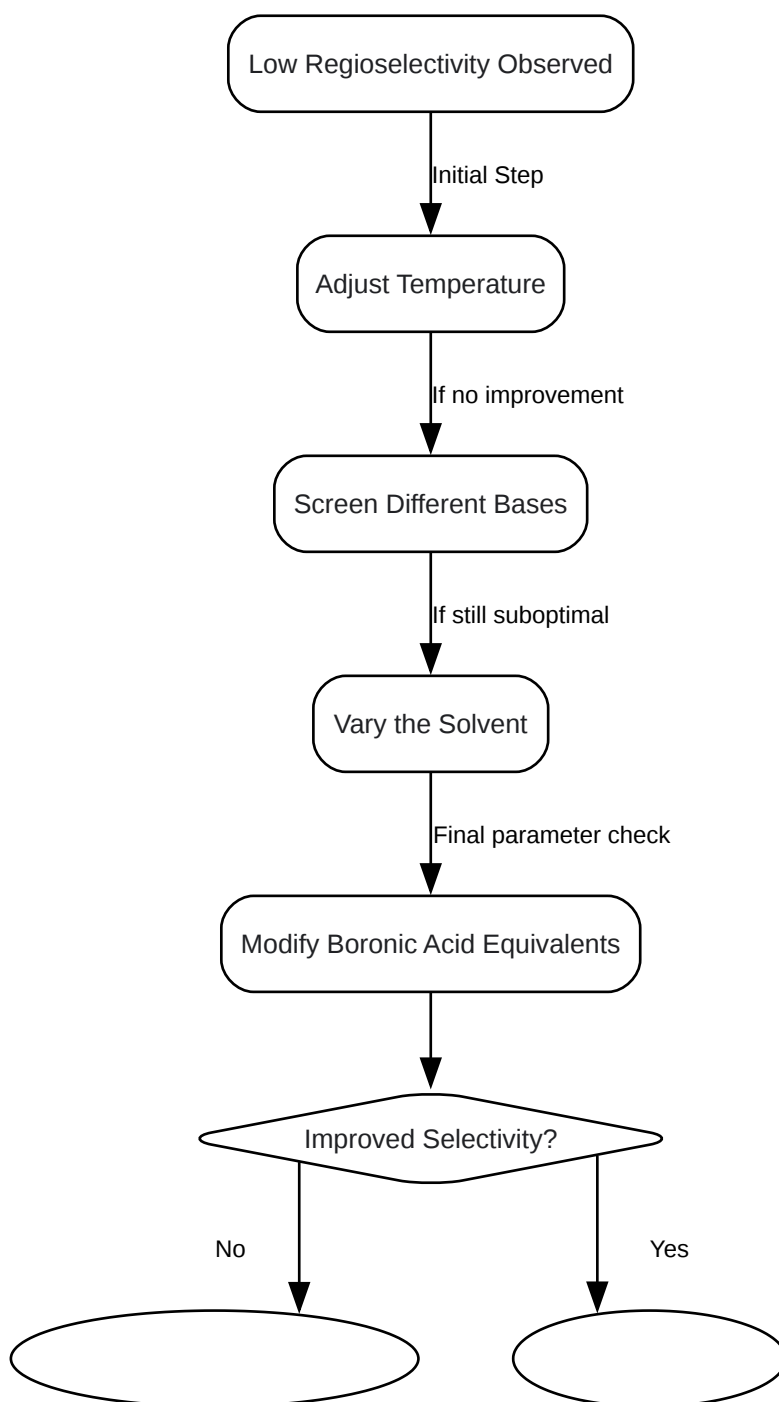 Low Regioselectivity Observed
Initial Step
Adjust Temperature
If no improvement
Screen Different Bases
If still suboptimal
Vary the Solvent
Final parameter check
Modify Boronic Acid Equivalents
Improved Selectivity?
No
Yes